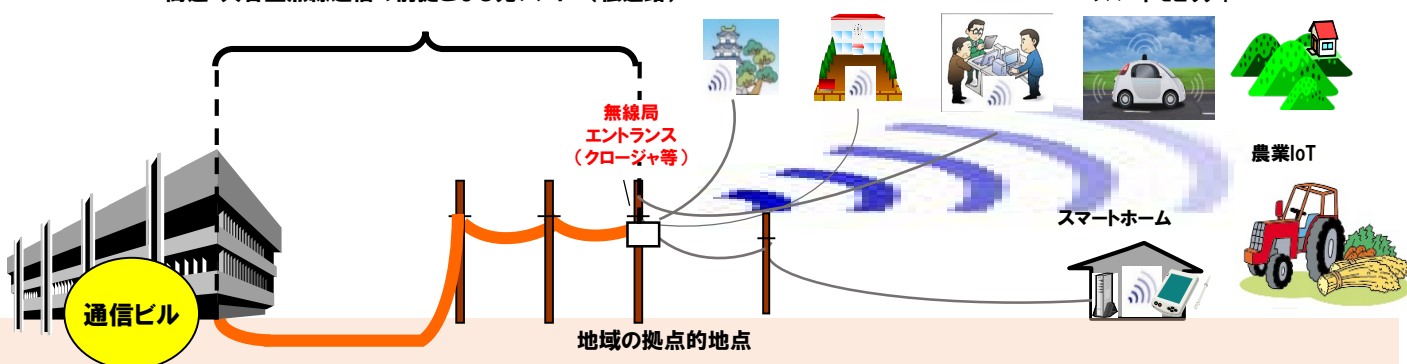 無線局
エントランス
（クロージャ等）
農業IoT
スマートホーム
通信ビル
地域の拠点的地点